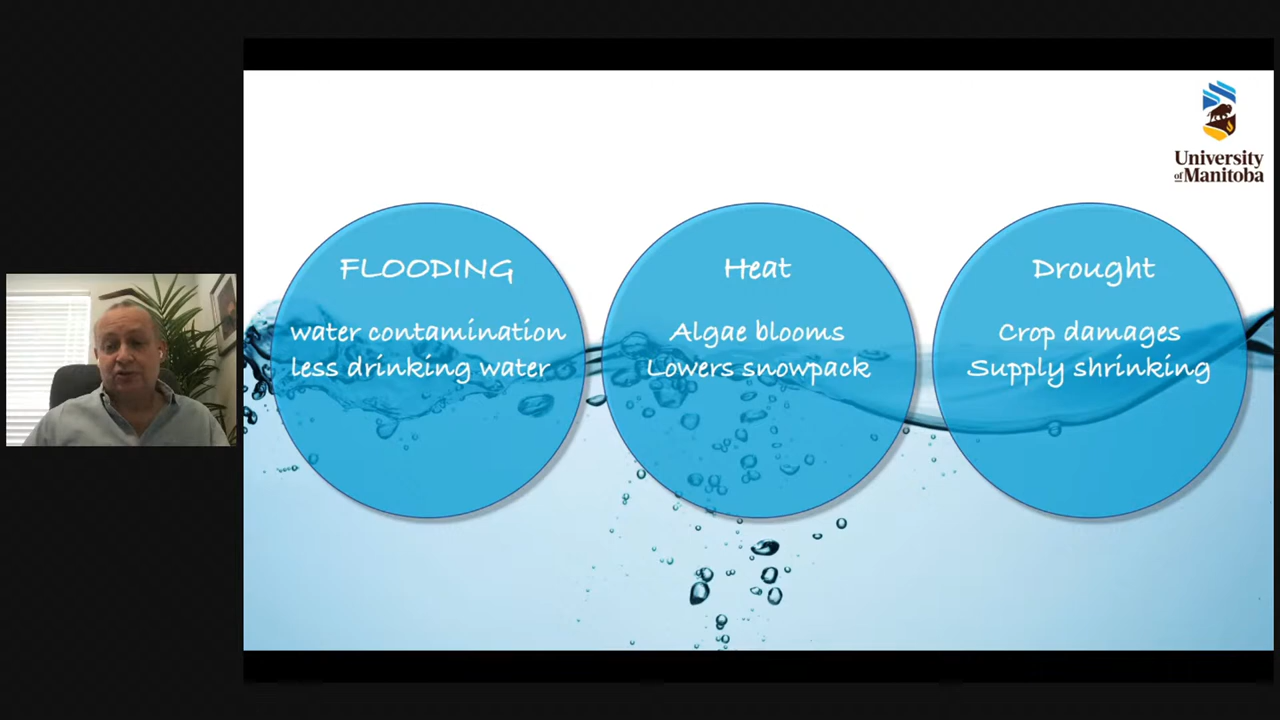 University
of Manitoba
FLOODING
water contamination
less drinking water
Heat
Algae blooms
Lowers snowpack
Drought
Crop damages
Supply shrinking